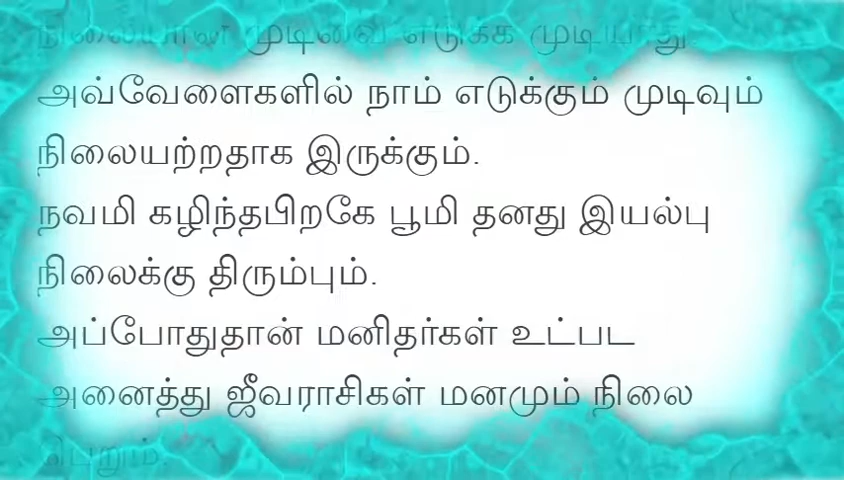 நிலையான முடிவை எடுக்க முடியாது.
அவ்வேளைகளில் நாம் எடுக்கும் முடிவும்
நிலையற்றதாக இருக்கும்.
நவமி கழிந்தபிறகே பூமி தனது இயல்பு
நிலைக்கு திரும்பும்.
அப்போதுதான் மனிதர்கள் உட்பட
அனைத்து ஜீவராசிகள் மனமும் நிலை
பெறும்.